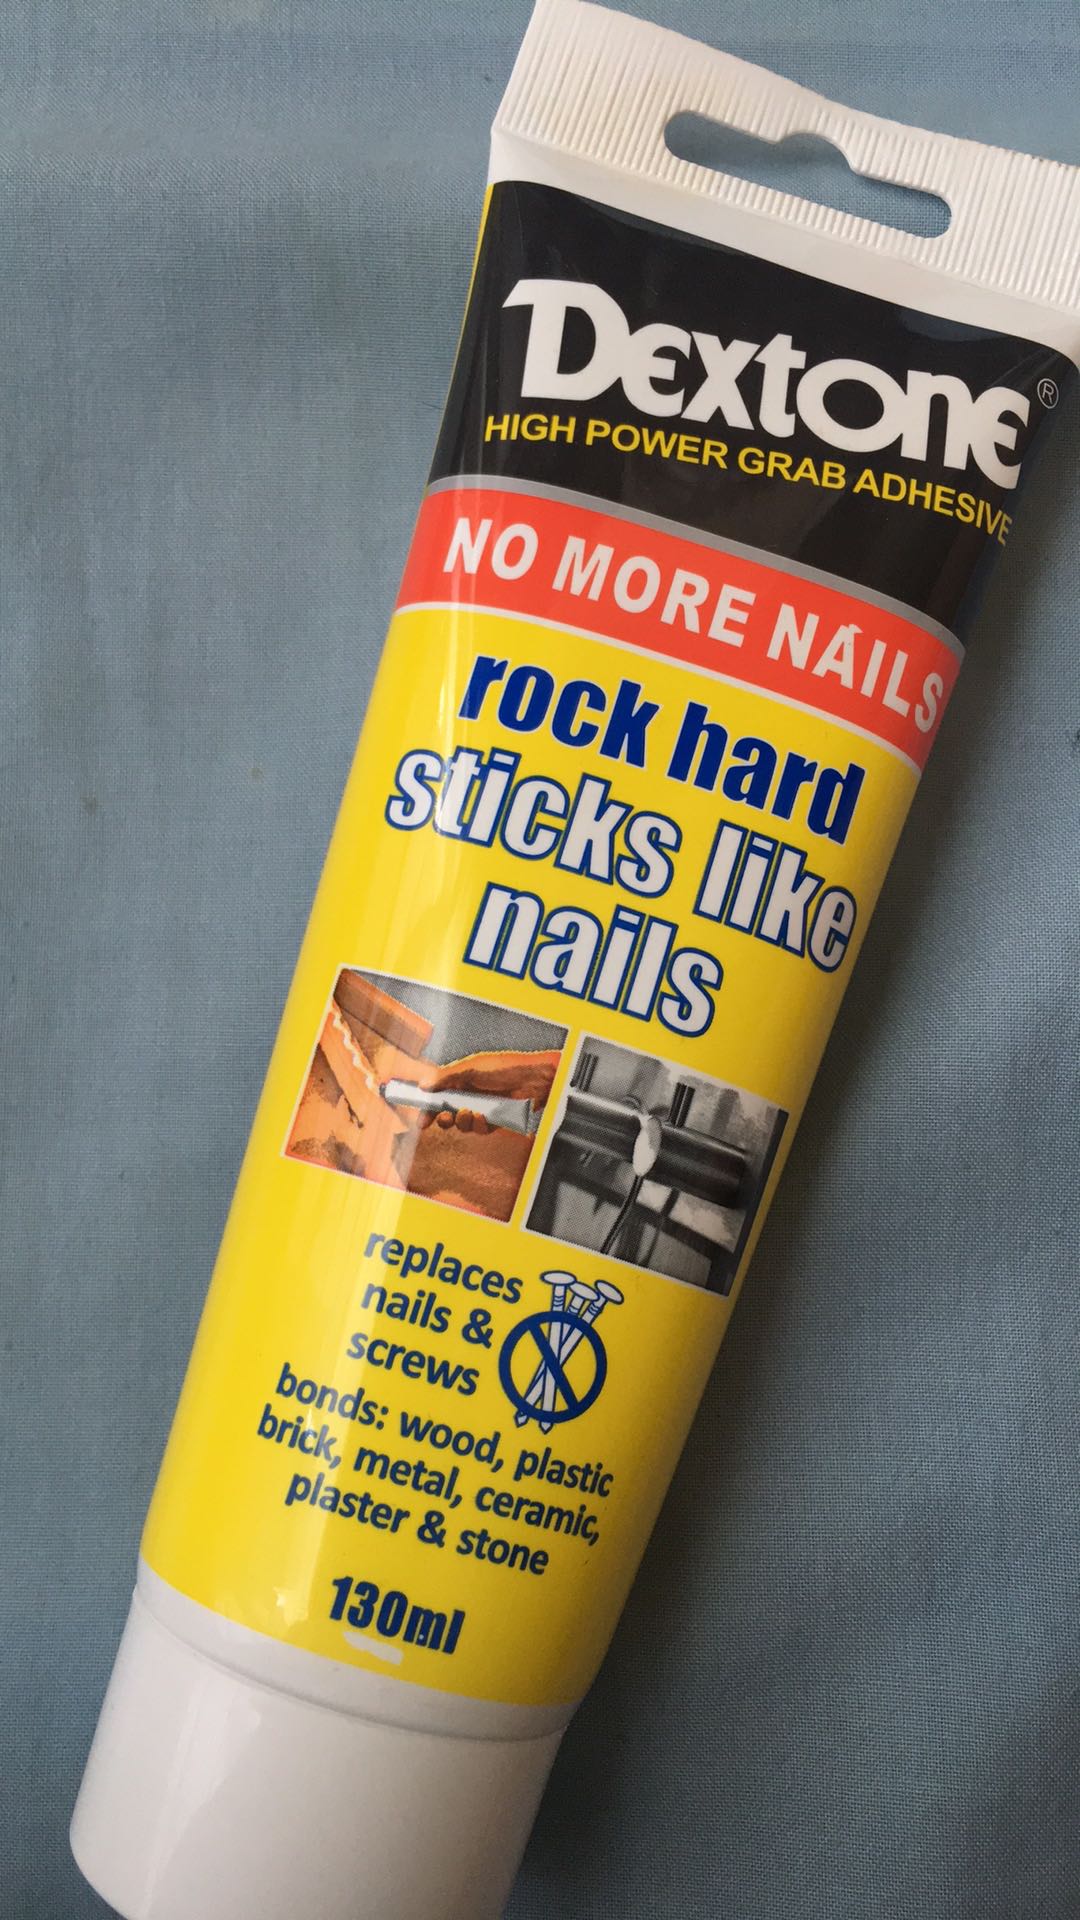 Dextone®
HIGH POWER GRAB ADHESIVE
NO MORE NAILS
rock hard
sticks like
nails
replaces
nails &
screws
bonds: wood, plastic
brick, metal, ceramic,
plaster & stone
130ml